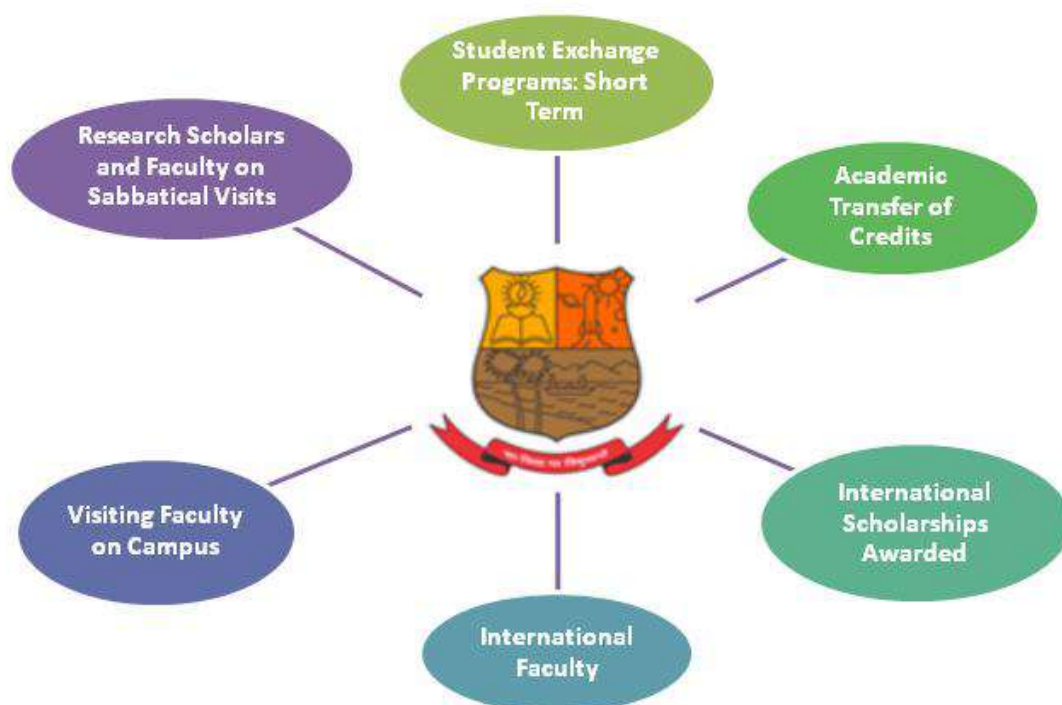 Student Exchange
Programs: Short
Term
Academic
Transfer of
Credits
International
Scholarships
Awarded
International
Faculty
Visiting Faculty
on Campus
Research Scholars
and Faculty on
Sabbatical Visits